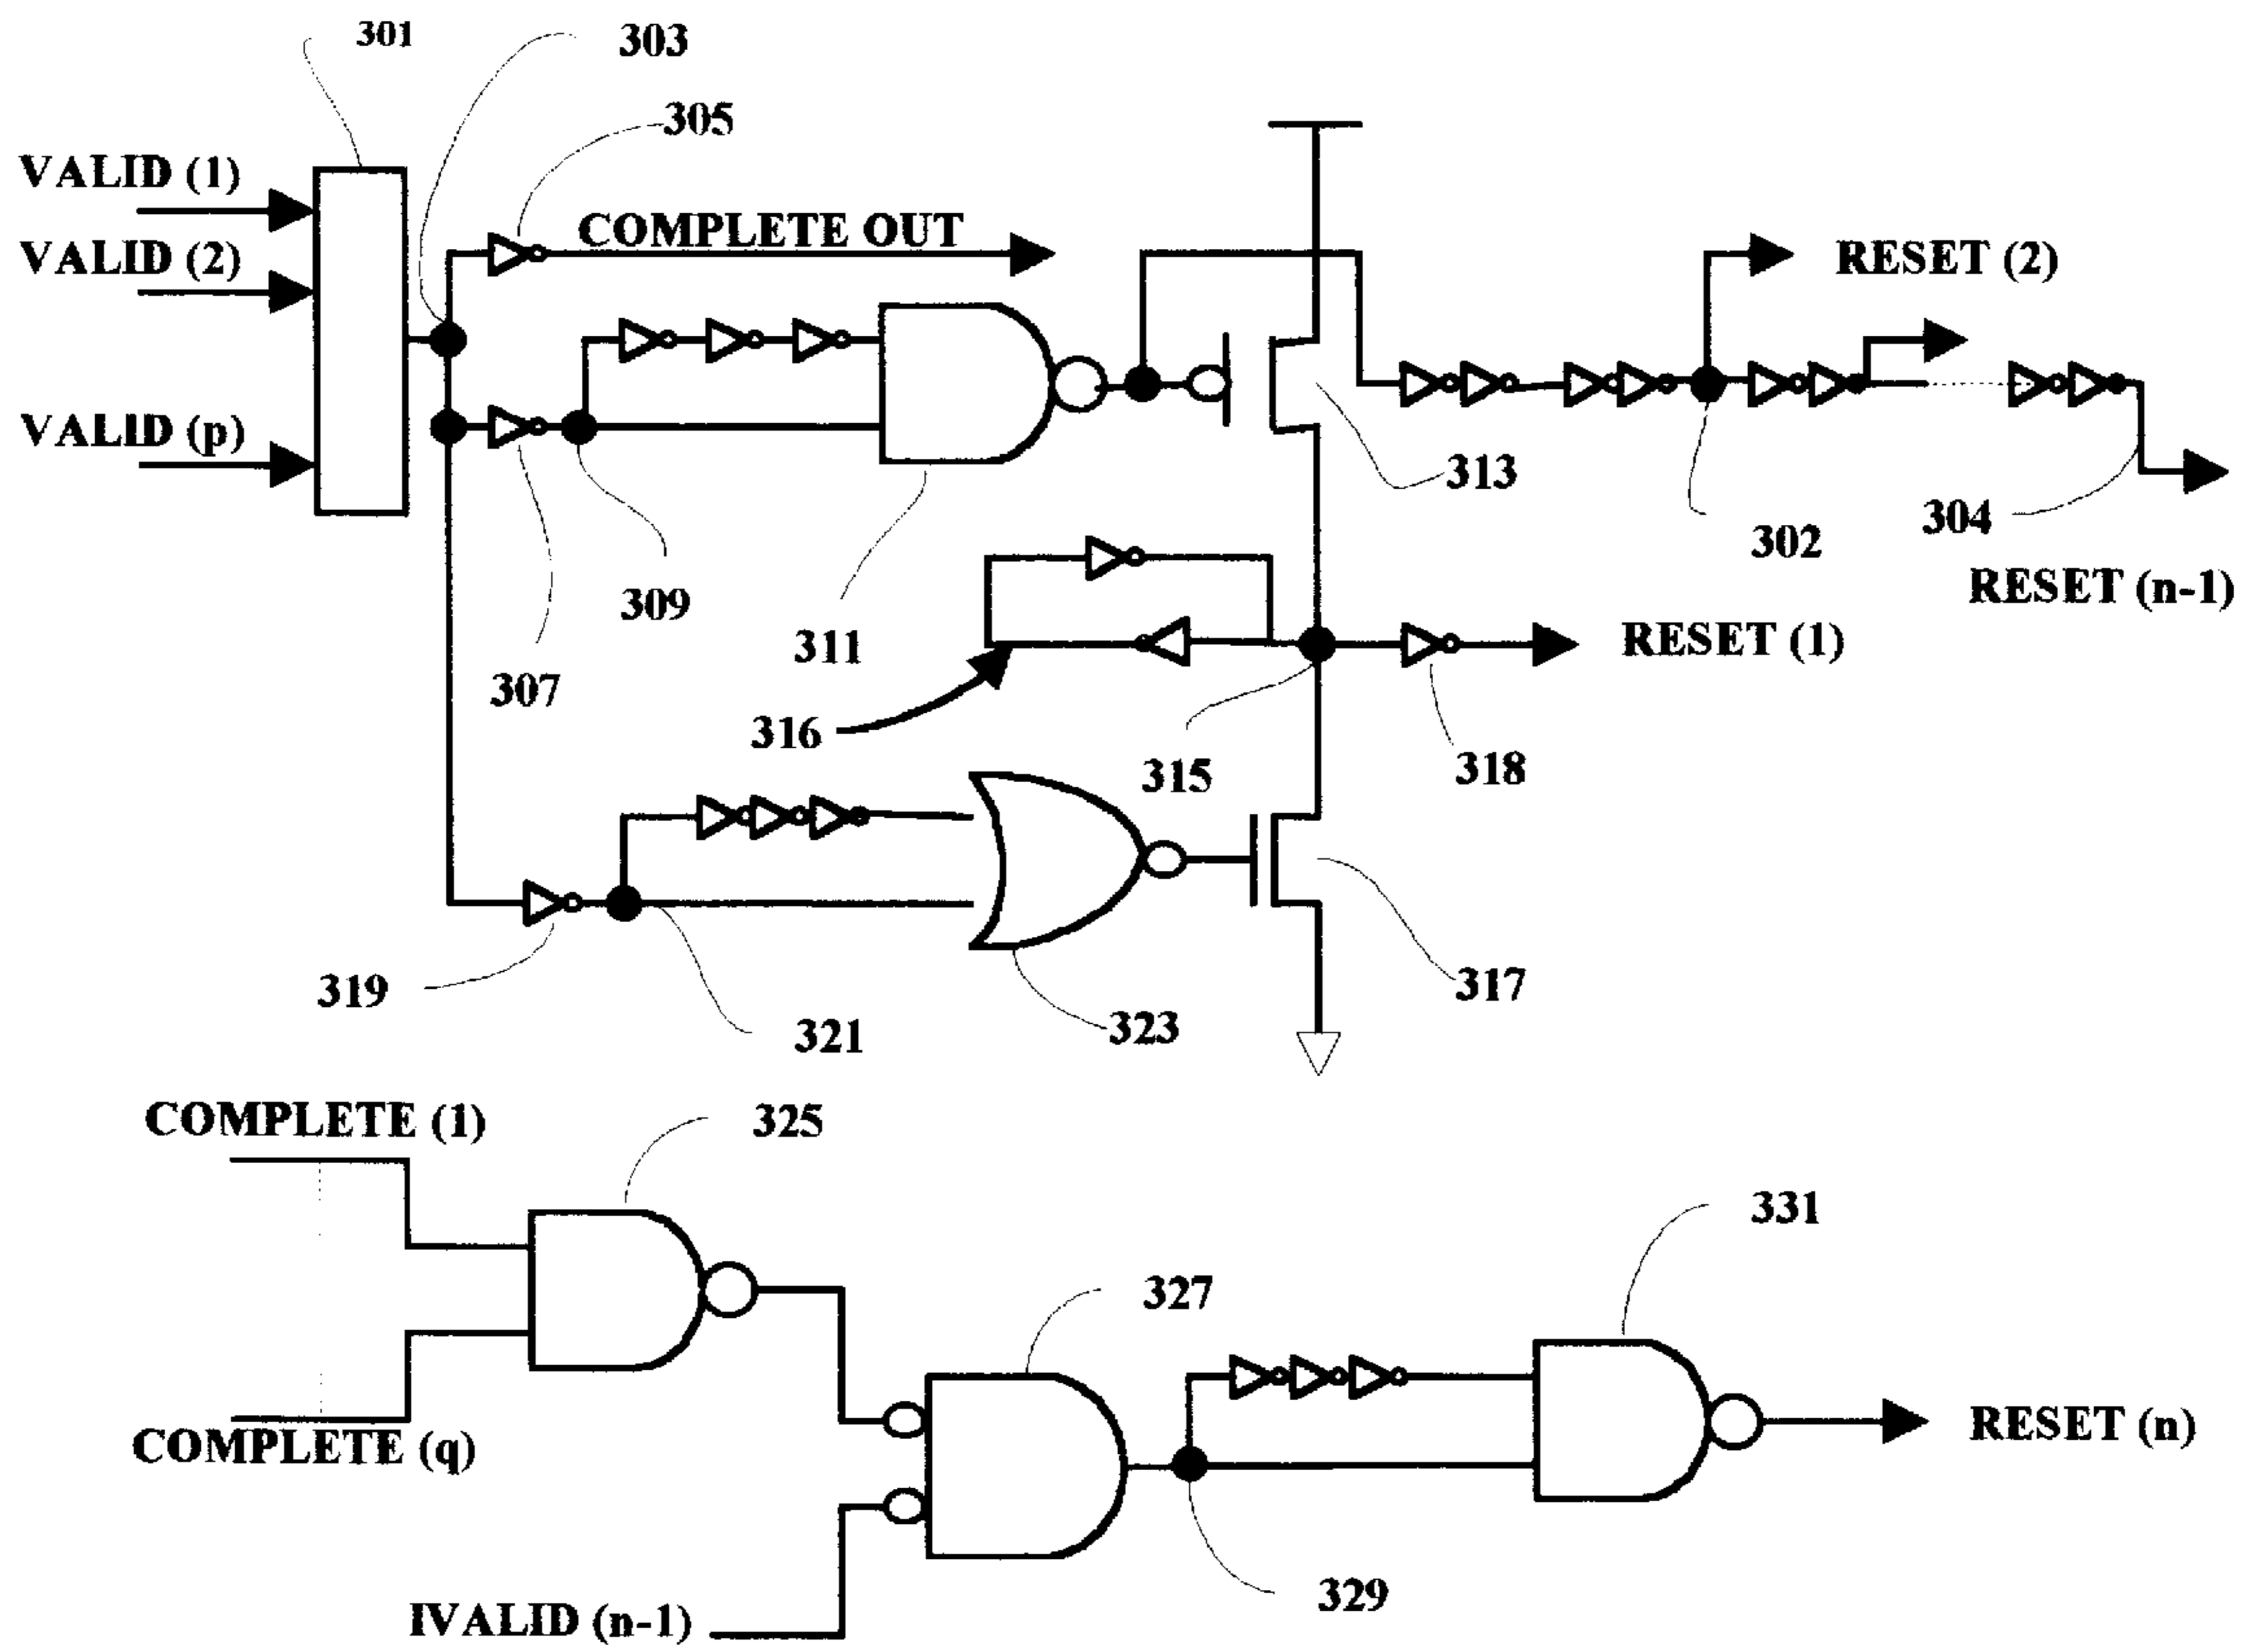 301
303
305
VALID (1)
COMPLETE OUT
VALID (2)
RESET (2)
VALID (p)
313
304
302
309
RESET (n-1)
311
RESET (1)
307
316
315
318
319
317
321
323
COMPLETE (1)
325
331
327
COMPLETE (q)
RESET (n)
329
IVALID (n-1)